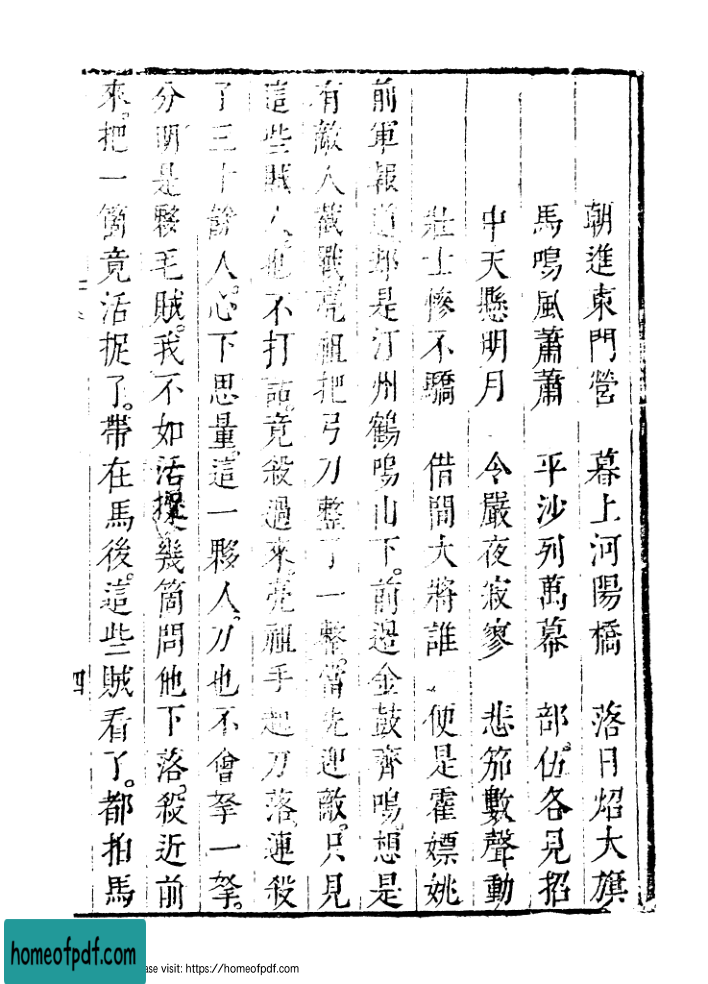 朝進東門營　暮上河陽橋　落日炤大旗
馬鳴風蕭蕭　平沙列萬幕　部伍各見招
中天懸明月　令嚴夜寂寥　悲笳數聲動
壯士慘不驕　借問大將誰　便是霍嫖姚
前軍報道那是汀州鶴鳴山下。前邊金鼓齊鳴想是
有敵人截戰亮祖把弓刀整了一整。當先迎敵。只見
這些賊人也不打話竟殺過來。亮祖手起刀落。連殺
了三十餘人。心下思量。這一夥人。刀也不會拏一拏。
分明是夥毛賊。我不如活捉幾箇問他下落。殺近前
來。把一箇竟活捉了。帶在馬後。這些賊看了。都拍馬
四
homeofpdf.com
ase visit: https://homeofpdf.com